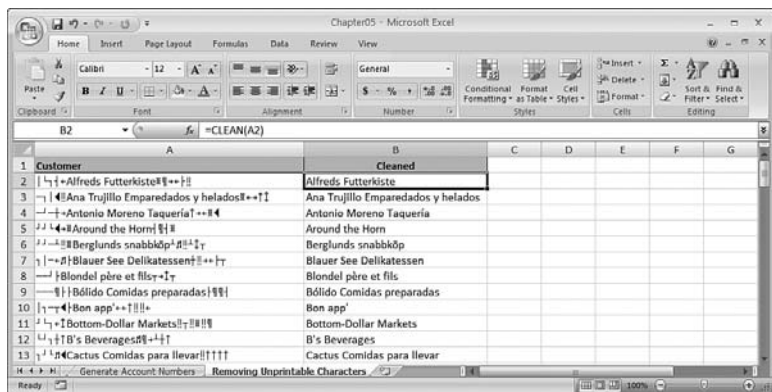 Chapter05 - Microsoft Excel
Home Insert Page Layout Formulas Data Review View
Paste
Calibri 12 A A
B I U A
General
$ % ,
Conditional Formatting Format as Table Cell Styles
Insert
Delete
Format
Σ
Sort & Filter Find & Select
Clipboard Font Alignment Number Styles Cells Editing
B2 fx =CLEAN(A2)
A B C D E F G
1 Customer Cleaned
2 Alfreds Futterkiste Alfreds Futterkiste
3 Ana Trujillo Emparedados y helados Ana Trujillo Emparedados y helados
4 Antonio Moreno Taquería Antonio Moreno Taquería
5 Around the Horn Around the Horn
6 Berglunds snabbköp Berglunds snabbköp
7 Blauer See Delikatessen Blauer See Delikatessen
8 Blondel père et fils Blondel père et fils
9 Bólido Comidas preparadas Bólido Comidas preparadas
10 Bon app' Bon app'
11 Bottom-Dollar Markets Bottom-Dollar Markets
12 B's Beverages B's Beverages
13 Cactus Comidas para llevar Cactus Comidas para llevar
Generate Account Numbers Removing Unprintable Characters
Ready 100%